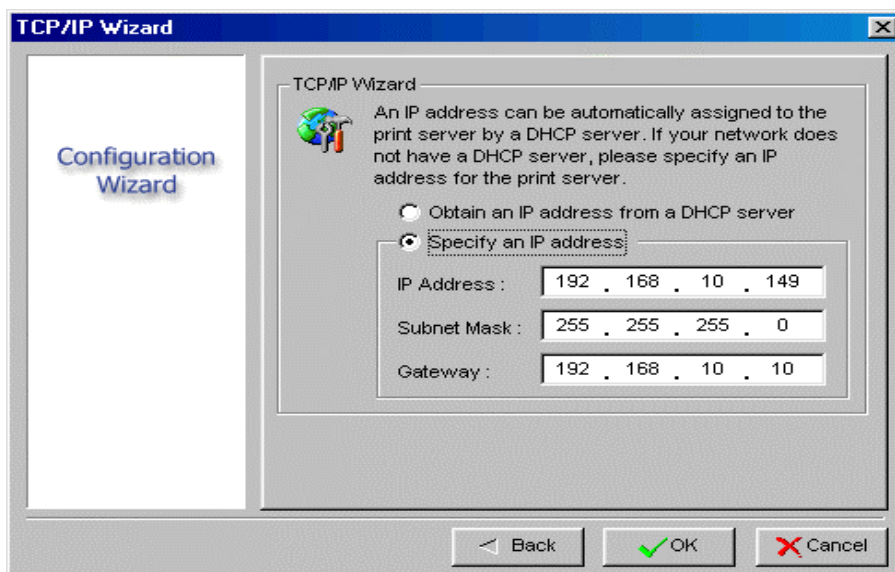 TCP/IP Wizard
Configuration
Wizard
TCP/IP Wizard
An IP address can be automatically assigned to the
print server by a DHCP server. If your network does
not have a DHCP server, please specify an IP
address for the print server.
Obtain an IP address from a DHCP server
Specify an IP address
IP Address : 192 . 168 . 10 . 149
Subnet Mask : 255 . 255 . 255 . 0
Gateway : 192 . 168 . 10 . 10
Back OK Cancel